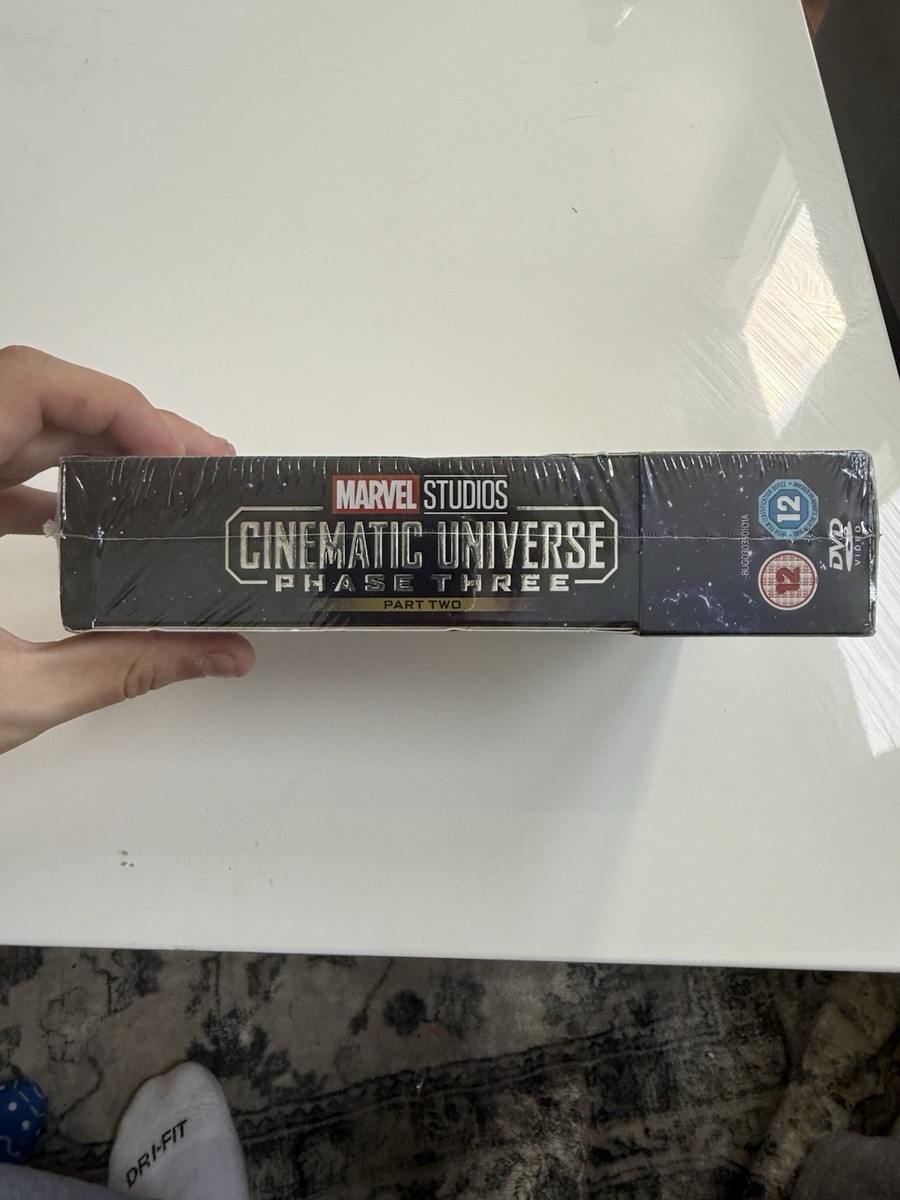 MARVEL STUDIOS
CINEMATIC UNIVERSE
PHASE THREE
PART TWO
12
12
DVD
VIDEO
DRI-FIT